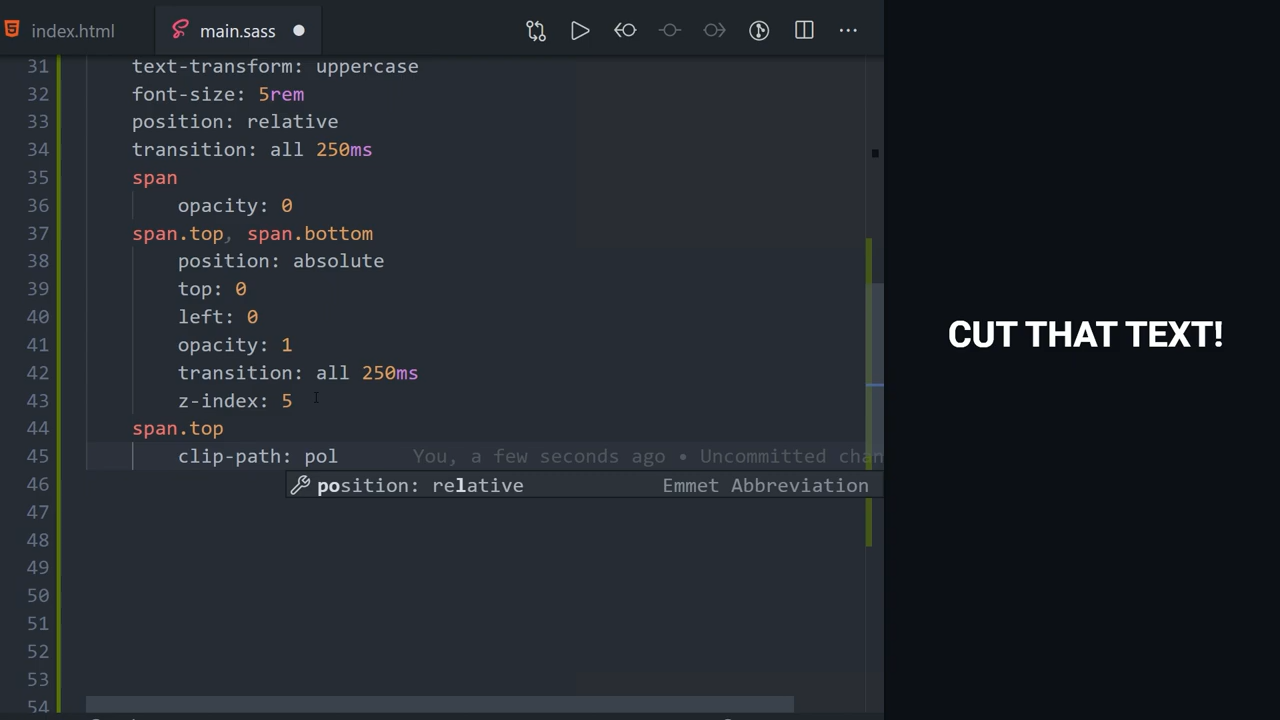 index.html
main.sass
31 text-transform: uppercase
32 font-size: 5rem
33 position: relative
34 transition: all 250ms
35 span
36 opacity: 0
37 span.top, span.bottom
38 position: absolute
39 top: 0
40 left: 0
41 opacity: 1
42 transition: all 250ms
43 z-index: 5
44 span.top
45 clip-path: pol You, a few seconds ago • Uncommitted chan
position: relative Emmet Abbreviation
46
47
48
49
50
51
52
53
54
CUT THAT TEXT!